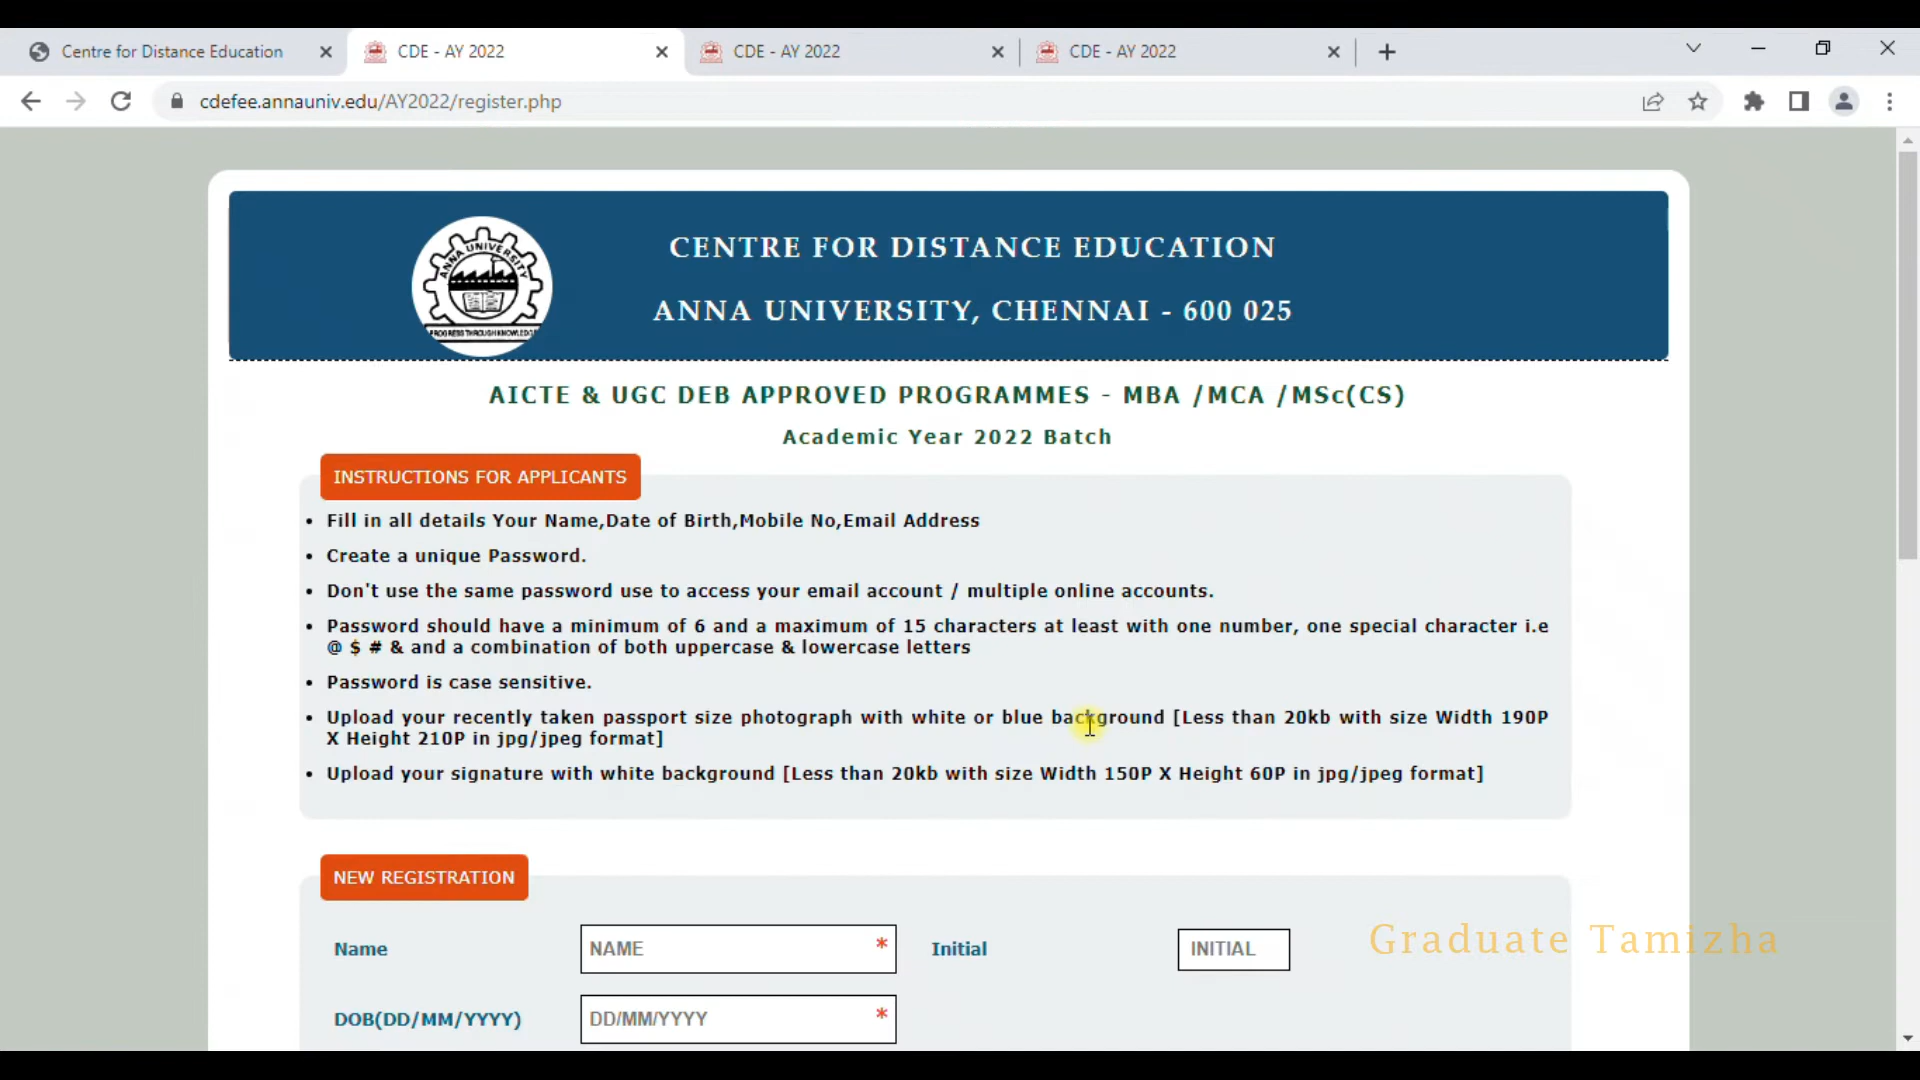 Centre for Distance Education
CDE - AY 2022
CDE - AY 2022
CDE - AY 2022
cdefee.annauniv.edu/AY2022/register.php
ANNA UNIVERSITY
PROGRESS THROUGH KNOWLEDGE
CENTRE FOR DISTANCE EDUCATION
ANNA UNIVERSITY, CHENNAI - 600 025
AICTE & UGC DEB APPROVED PROGRAMMES - MBA /MCA /MSc(CS)
Academic Year 2022 Batch
INSTRUCTIONS FOR APPLICANTS
• Fill in all details Your Name,Date of Birth,Mobile No,Email Address
• Create a unique Password.
• Don't use the same password use to access your email account / multiple online accounts.
• Password should have a minimum of 6 and a maximum of 15 characters at least with one number, one special character i.e
@ $ # & and a combination of both uppercase & lowercase letters
• Password is case sensitive.
• Upload your recently taken passport size photograph with white or blue background [Less than 20kb with size Width 190P
X Height 210P in jpg/jpeg format]
• Upload your signature with white background [Less than 20kb with size Width 150P X Height 60P in jpg/jpeg format]
NEW REGISTRATION
Name NAME * Initial INITIAL
Graduate Tamizha
DOB(DD/MM/YYYY) DD/MM/YYYY *